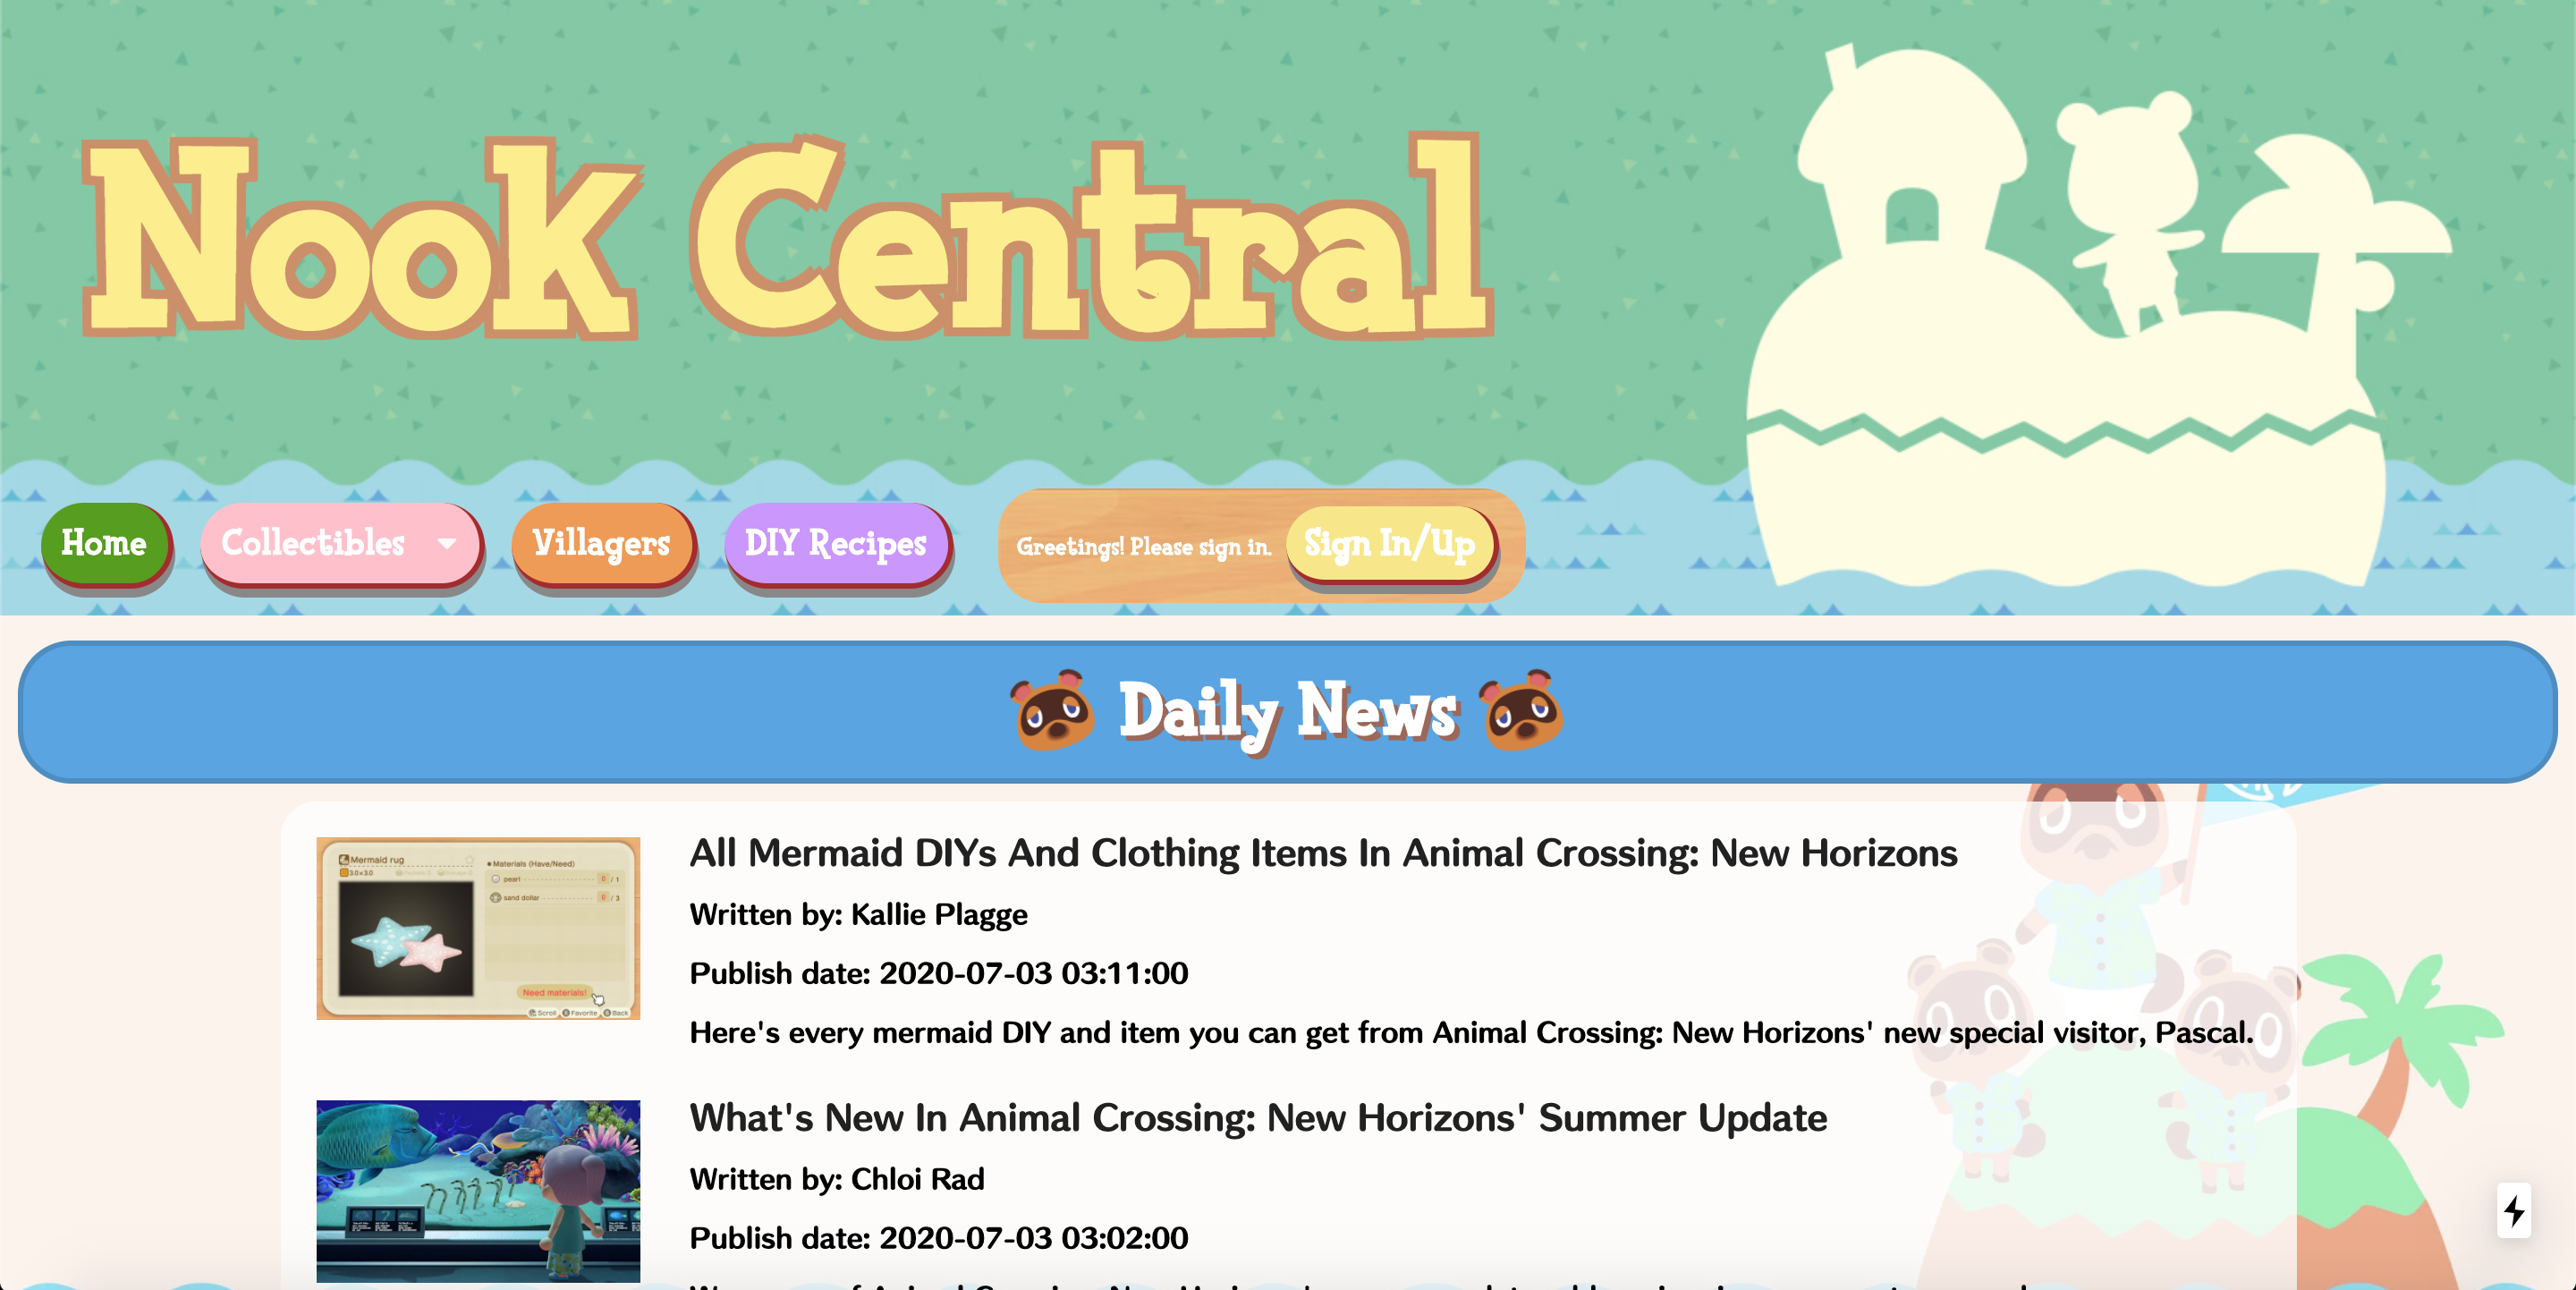 Nook Central
Home
Collectibles
Villagers
DIY Recipes
Greetings! Please sign in.
Sign In/Up
Daily News
Mermaid rug
3.0×3.0
Materials (Have/Need)
pearl 0 / 1
sand dollar 0 / 3
Need materials!
Scroll Favorite Back
All Mermaid DIYs And Clothing Items In Animal Crossing: New Horizons
Written by: Kallie Plagge
Publish date: 2020-07-03 03:11:00
Here's every mermaid DIY and item you can get from Animal Crossing: New Horizons' new special visitor, Pascal.
What's New In Animal Crossing: New Horizons' Summer Update
Written by: Chloi Rad
Publish date: 2020-07-03 03:02:00